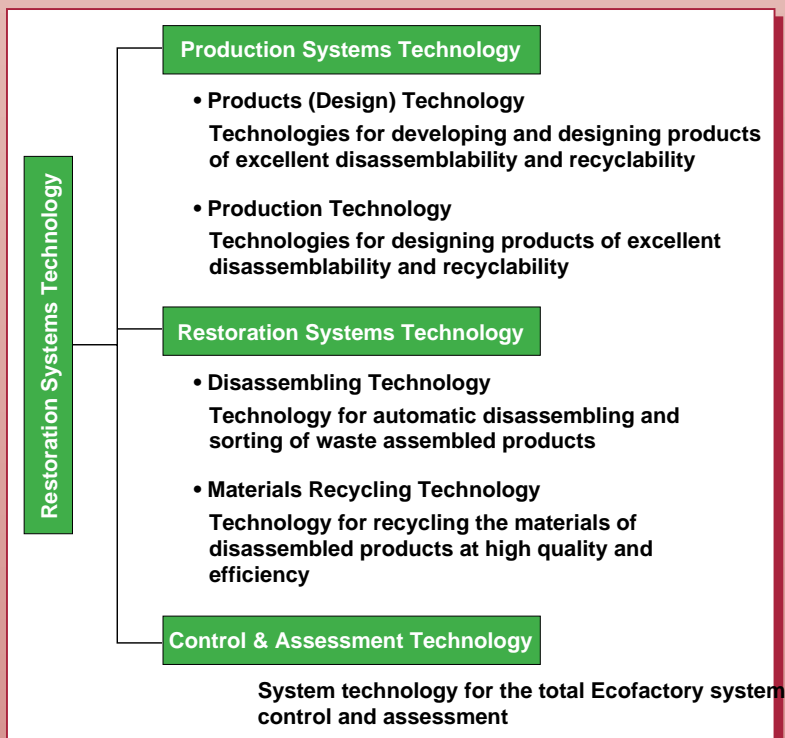 Restoration Systems Technology
Production Systems Technology
• Products (Design) Technology
Technologies for developing and designing products
of excellent disassemblability and recyclability
• Production Technology
Technologies for designing products of excellent
disassemblability and recyclability
Restoration Systems Technology
• Disassembling Technology
Technology for automatic disassembling and
sorting of waste assembled products
• Materials Recycling Technology
Technology for recycling the materials of
disassembled products at high quality and
efficiency
Control & Assessment Technology
System technology for the total Ecofactory system
control and assessment